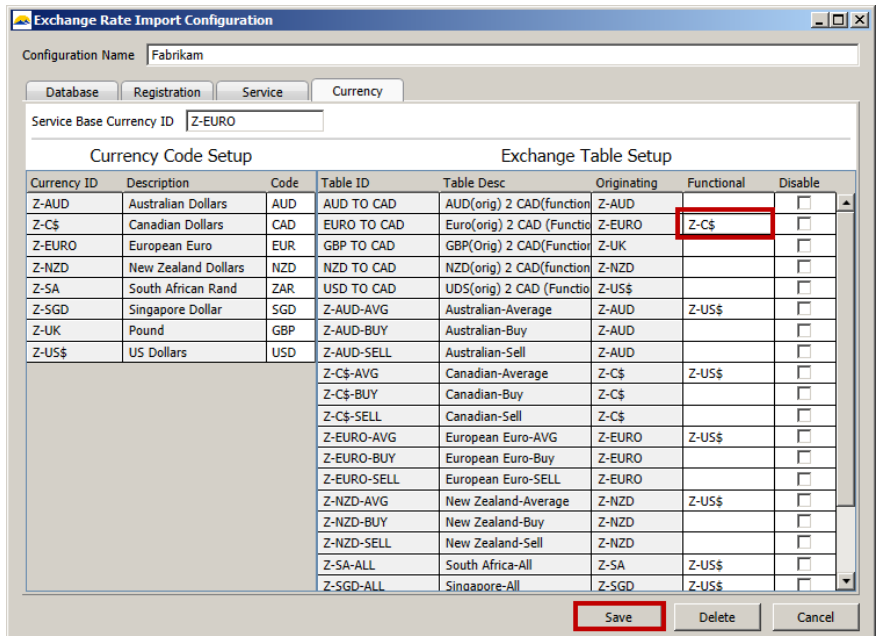 Exchange Rate Import Configuration
Configuration Name Fabrikam
Database Registration Service Currency
Service Base Currency ID Z-EURO
Currency Code Setup Exchange Table Setup
Currency ID Description Code Table ID Table Desc Originating Functional Disable
Z-AUD Australian Dollars AUD AUD TO CAD AUD(orig) 2 CAD(function Z-AUD
Z-C$ Canadian Dollars CAD EURO TO CAD Euro(orig) 2 CAD (Functio Z-EURO Z-C$
Z-EURO European Euro EUR GBP TO CAD GBP(Orig) 2 CAD(Function Z-UK
Z-NZD New Zealand Dollars NZD NZD TO CAD NZD(orig) 2 CAD(function Z-NZD
Z-SA South African Rand ZAR USD TO CAD UDS(orig) 2 CAD (Functio Z-US$
Z-SGD Singapore Dollar SGD Z-AUD-AVG Australian-Average Z-AUD Z-US$
Z-UK Pound GBP Z-AUD-BUY Australian-Buy Z-AUD
Z-US$ US Dollars USD Z-AUD-SELL Australian-Sell Z-AUD
Z-C$-AVG Canadian-Average Z-C$ Z-US$
Z-C$-BUY Canadian-Buy Z-C$
Z-C$-SELL Canadian-Sell Z-C$
Z-EURO-AVG European Euro-AVG Z-EURO Z-US$
Z-EURO-BUY European Euro-Buy Z-EURO
Z-EURO-SELL European Euro-SELL Z-EURO
Z-NZD-AVG New Zealand-Average Z-NZD Z-US$
Z-NZD-BUY New Zealand-Buy Z-NZD
Z-NZD-SELL New Zealand-Sell Z-NZD
Z-SA-ALL South Africa-All Z-SA Z-US$
Z-SGD-ALL Singapore-All Z-SGD Z-US$
Save Delete Cancel